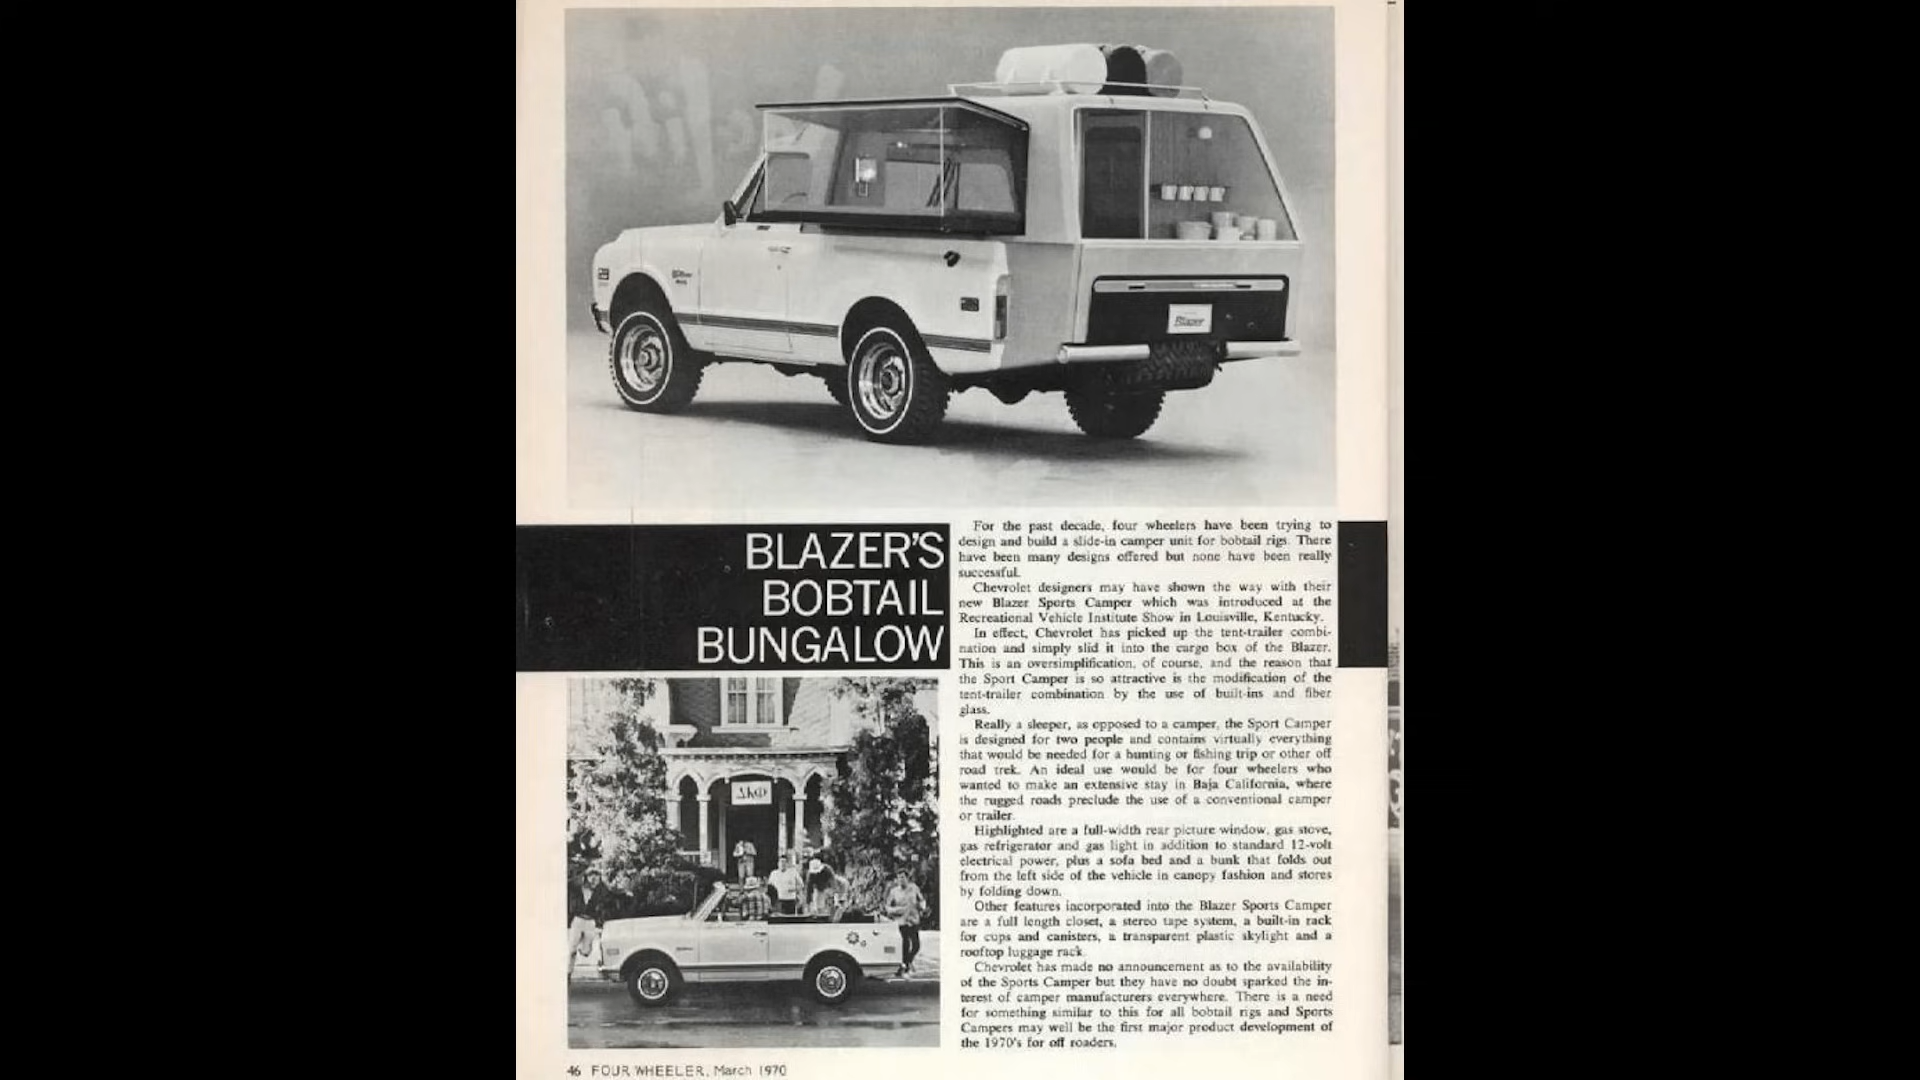 Blazer
BLAZER'S
BOBTAIL
BUNGALOW
For the past decade, four wheelers have been trying to
design and build a slide-in camper unit for bobtail rigs. There
have been many designs offered but none have been really
successful.
Chevrolet designers may have shown the way with their
new Blazer Sports Camper which was introduced at the
Recreational Vehicle Institute Show in Louisville, Kentucky.
In effect, Chevrolet has picked up the tent-trailer combi-
nation and simply slid it into the cargo box of the Blazer.
This is an oversimplification, of course, and the reason that
the Sport Camper is so attractive is the modification of the
tent-trailer combination by the use of built-ins and fiber
glass.
Really a sleeper, as opposed to a camper, the Sport Camper
is designed for two people and contains virtually everything
that would be needed for a hunting or fishing trip or other off
road trek. An ideal use would be for four wheelers who
wanted to make an extensive stay in Baja California, where
the rugged roads preclude the use of a conventional camper
or trailer.
Highlighted are a full-width rear picture window, gas stove,
gas refrigerator and gas light in addition to standard 12-volt
electrical power, plus a sofa bed and a bunk that folds out
from the left side of the vehicle in canopy fashion and stores
by folding down.
Other features incorporated into the Blazer Sports Camper
are a full length closet, a stereo tape system, a built-in rack
for cups and canisters, a transparent plastic skylight and a
rooftop luggage rack.
Chevrolet has made no announcement as to the availability
of the Sports Camper but they have no doubt sparked the in-
terest of camper manufacturers everywhere. There is a need
for something similar to this for all bobtail rigs and Sports
Campers may well be the first major product development of
the 1970's for off roaders.
ΔΚΦ
46 FOUR WHEELER, March 1970